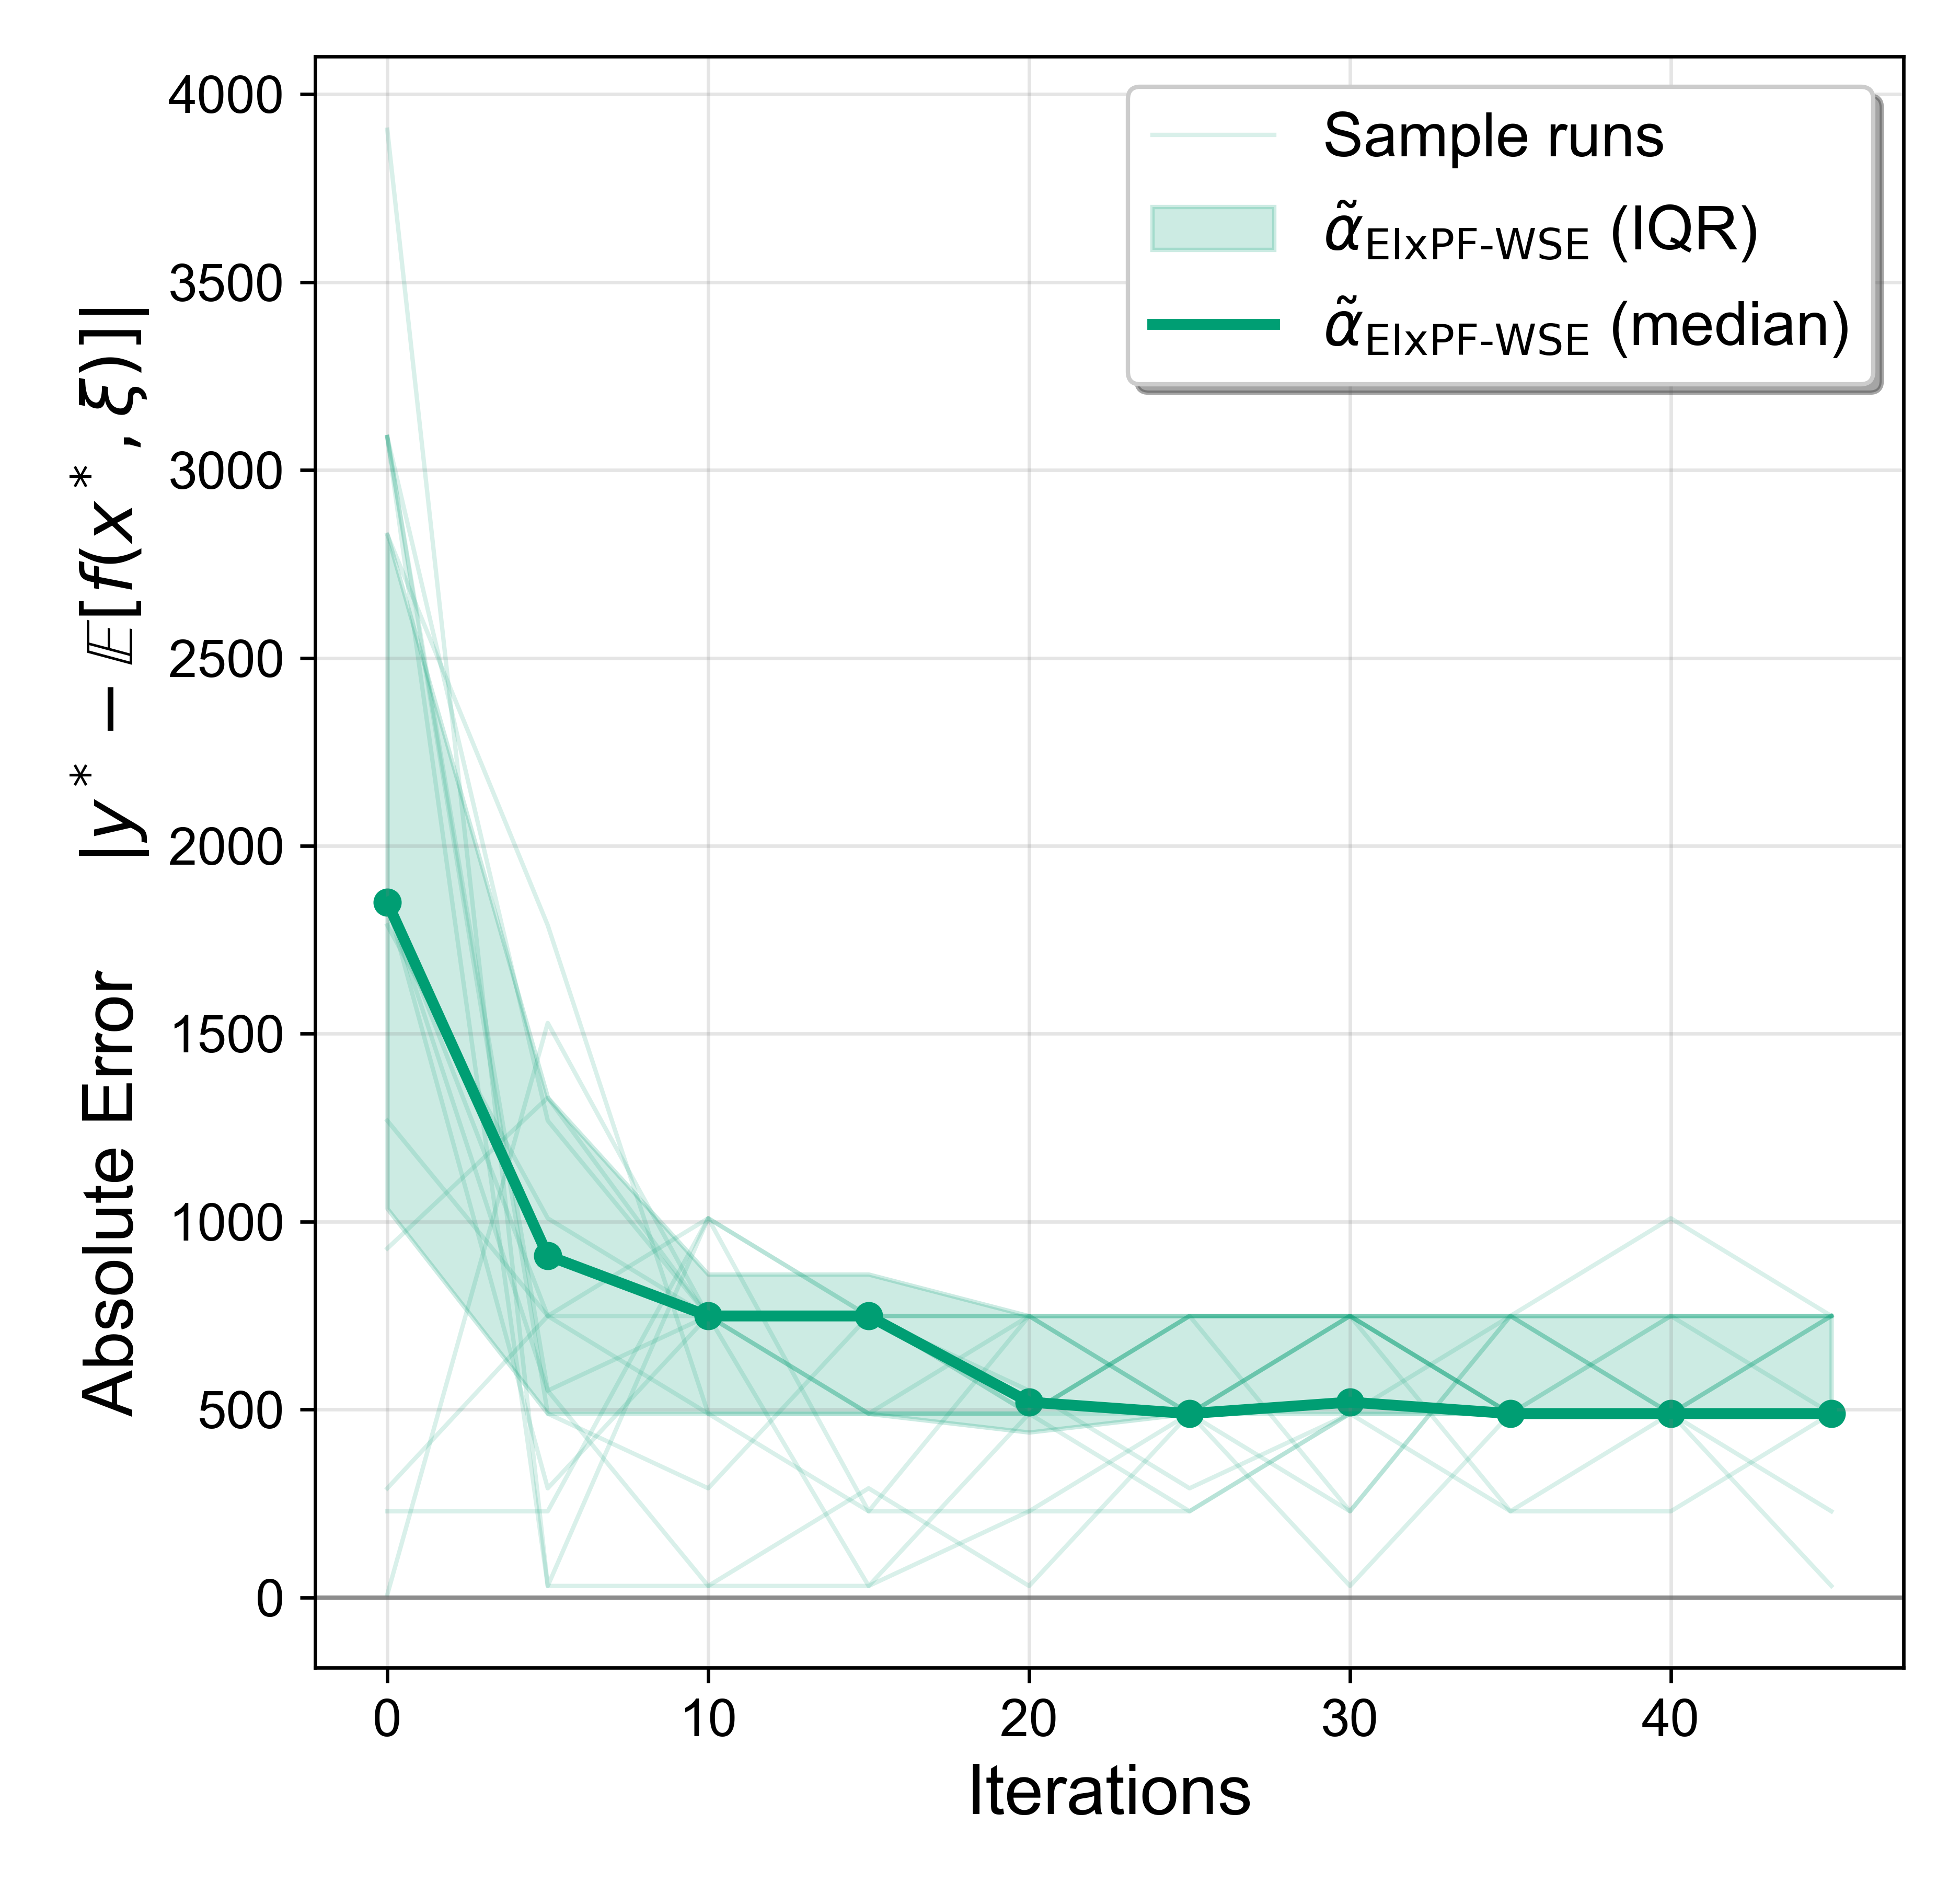 Absolute Error |y* − 𝔼[f(x*, ξ)]|
4000
3500
3000
2500
2000
1500
1000
500
0
Sample runs
α̃EIxPF-WSE (IQR)
α̃EIxPF-WSE (median)
0 10 20 30 40
Iterations